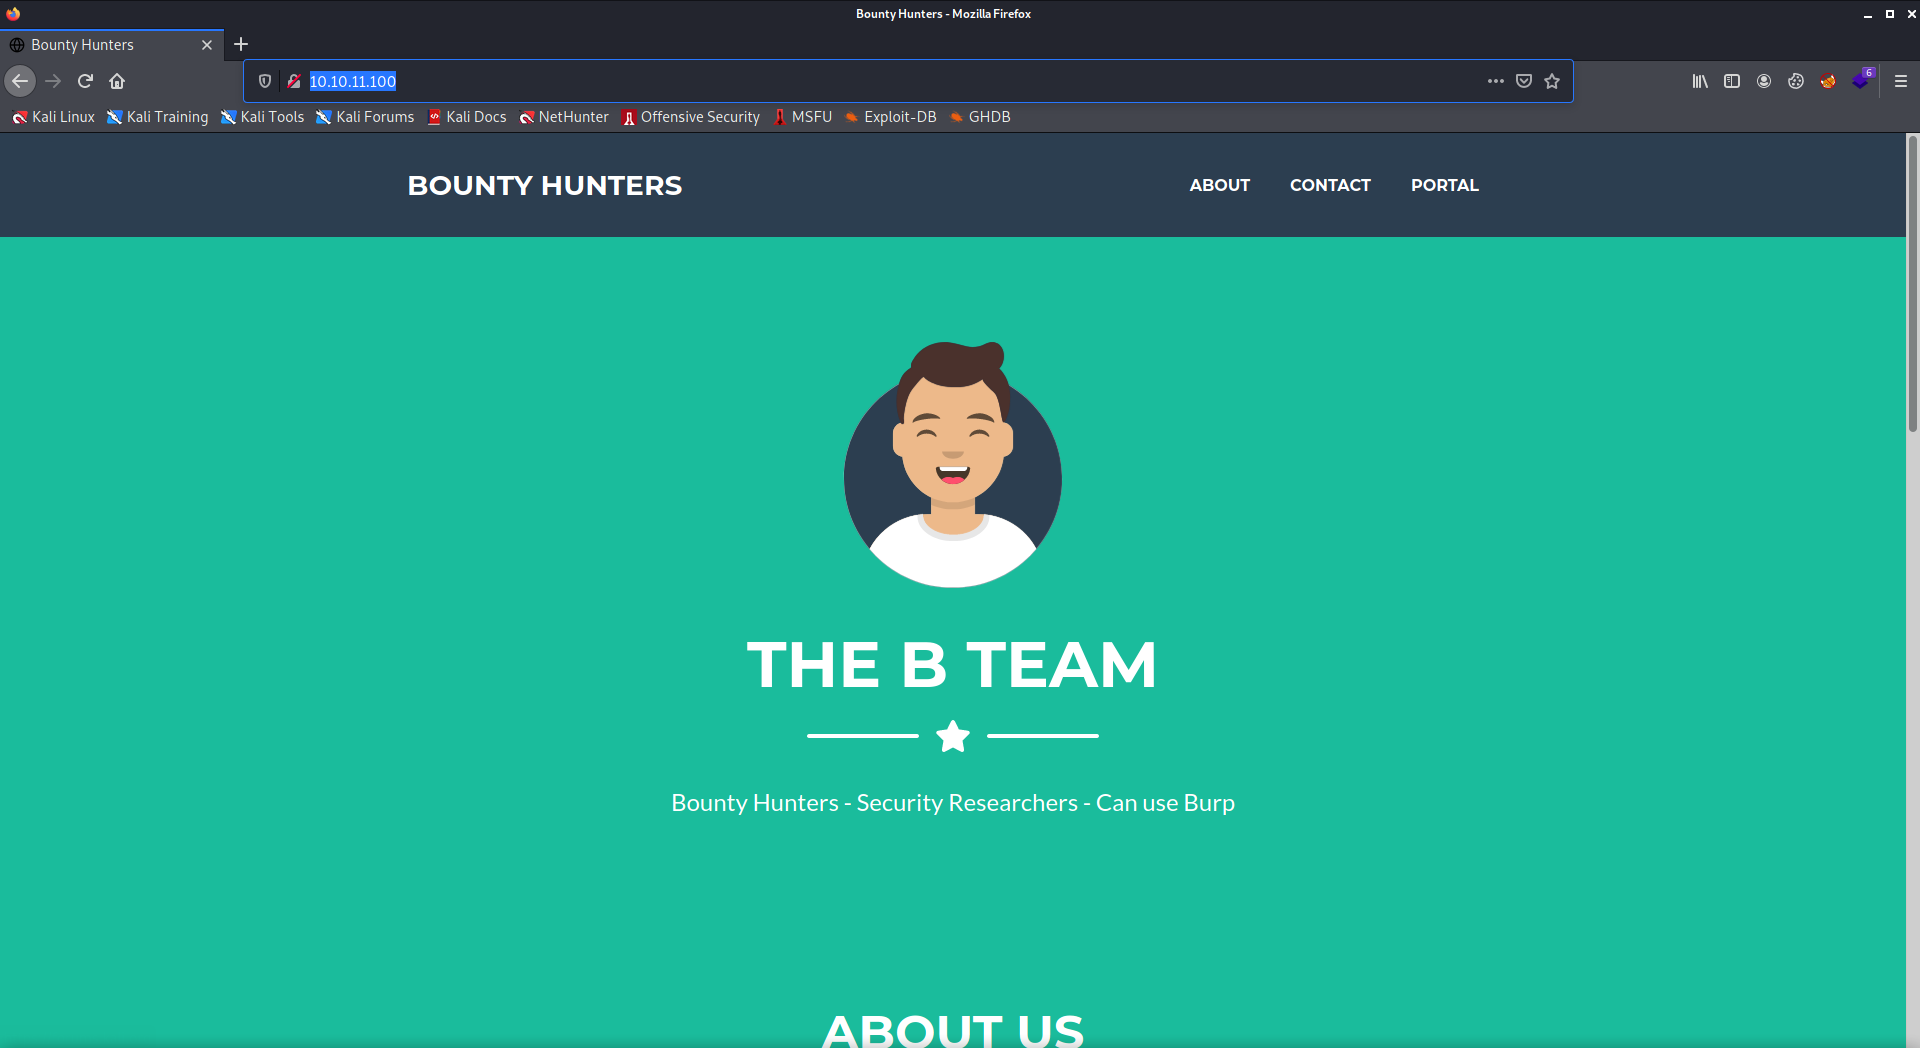 Bounty Hunters - Mozilla Firefox
Bounty Hunters
10.10.11.100
6
Kali Linux Kali Training Kali Tools Kali Forums Kali Docs NetHunter Offensive Security MSFU Exploit-DB GHDB
BOUNTY HUNTERS ABOUT CONTACT PORTAL
THE B TEAM
Bounty Hunters - Security Researchers - Can use Burp
ABOUT US